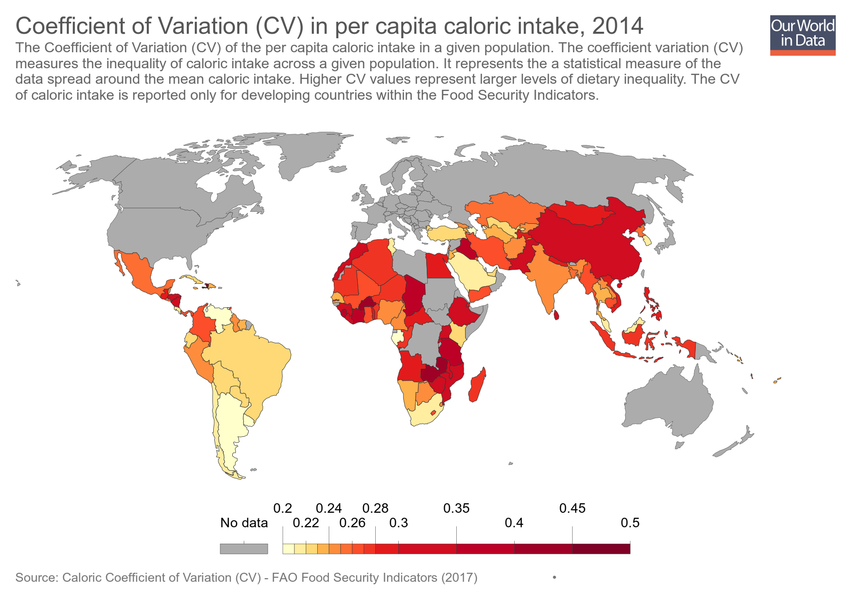 Coefficient of Variation (CV) in per capita caloric intake, 2014
Our World
in Data
The Coefficient of Variation (CV) of the per capita caloric intake in a given population. The coefficient variation (CV)
measures the inequality of caloric intake across a given population. It represents the a statistical measure of the
data spread around the mean caloric intake. Higher CV values represent larger levels of dietary inequality. The CV
of caloric intake is reported only for developing countries within the Food Security Indicators.
0.2 0.24 0.28 0.35 0.45
No data 0.22 0.26 0.3 0.4 0.5
Source: Caloric Coefficient of Variation (CV) - FAO Food Security Indicators (2017) •